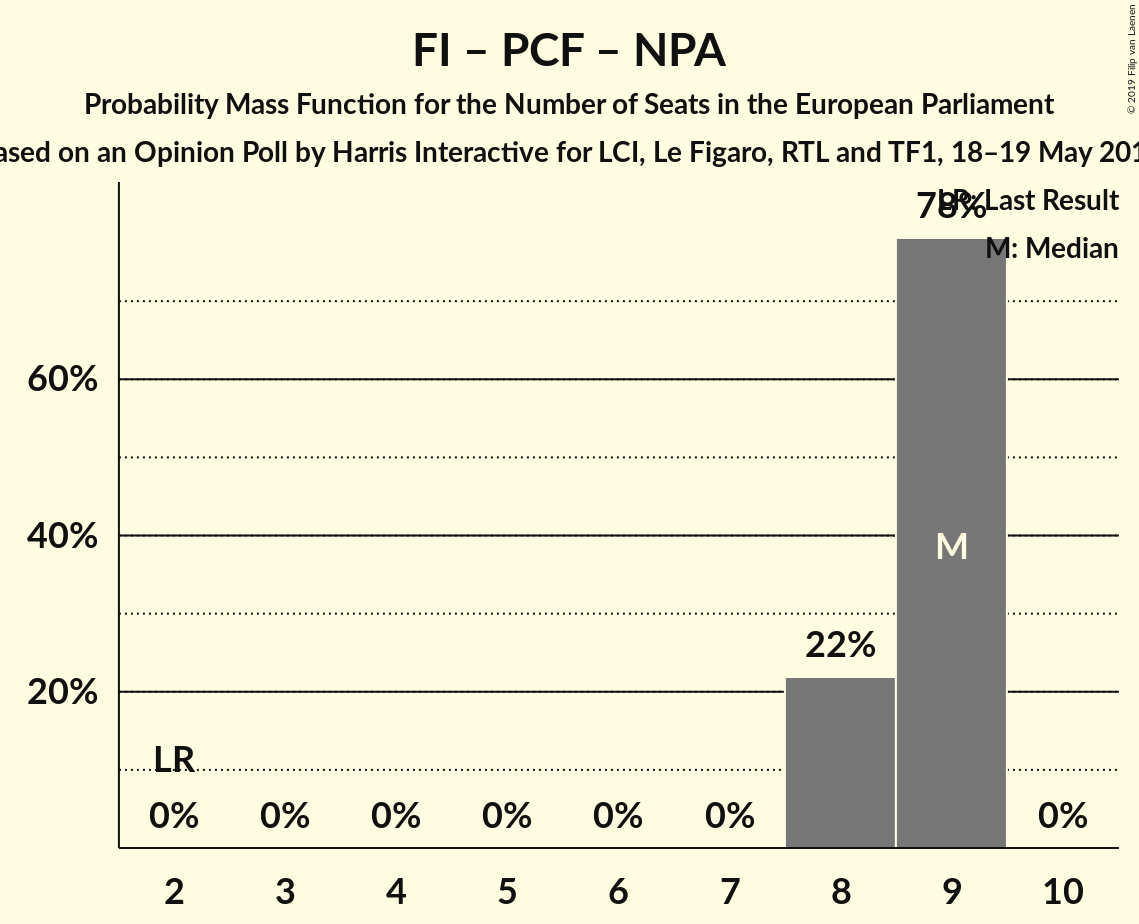 FI – PCF – NPA
Probability Mass Function for the Number of Seats in the European Parliament
ased on an Opinion Poll by Harris Interactive for LCI, Le Figaro, RTL and TF1, 18–19 May 201
© 2019 Filip van Laenen
LR: Last Result
M: Median
78%
60%
40%
20%
M
22%
LR
0% 0% 0% 0% 0% 0% 0%
2 3 4 5 6 7 8 9 10